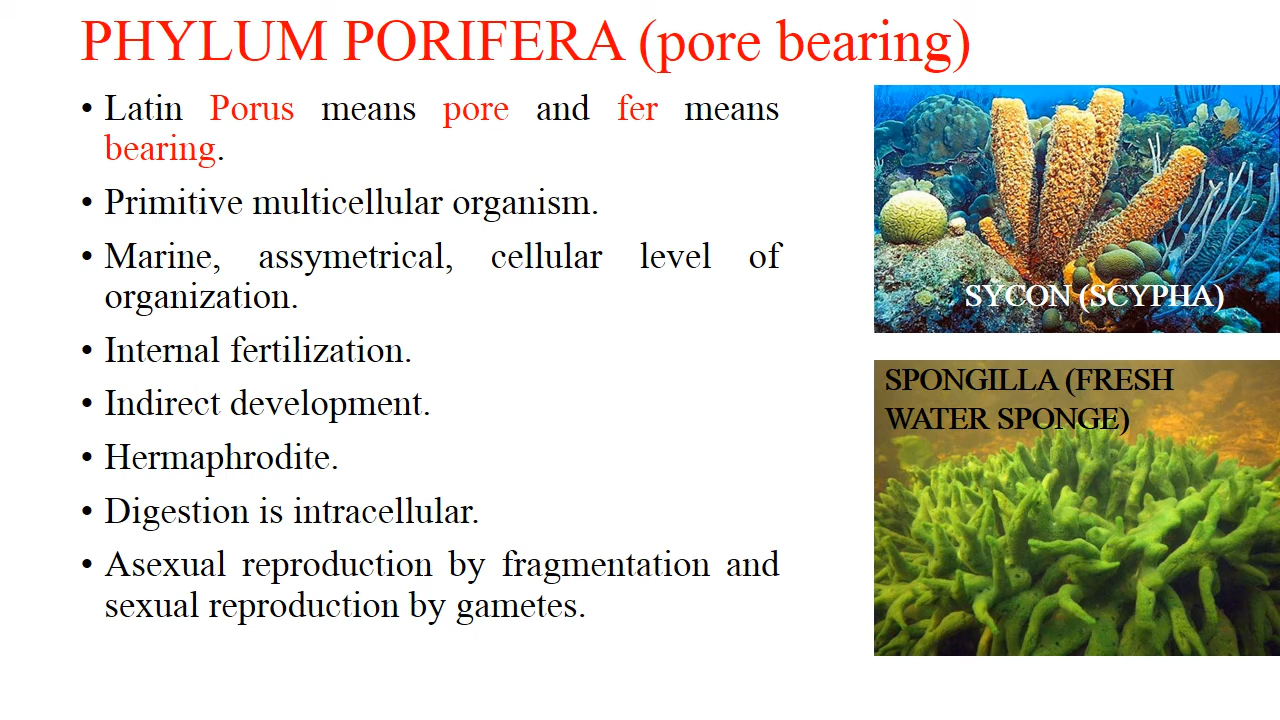 PHYLUM PORIFERA (pore bearing)
• Latin Porus means pore and fer means
bearing.
• Primitive multicellular organism.
• Marine, assymetrical, cellular level of
organization.
• Internal fertilization.
• Indirect development.
• Hermaphrodite.
• Digestion is intracellular.
• Asexual reproduction by fragmentation and
sexual reproduction by gametes.
SYCON (SCYPHA)
SPONGILLA (FRESH
WATER SPONGE)